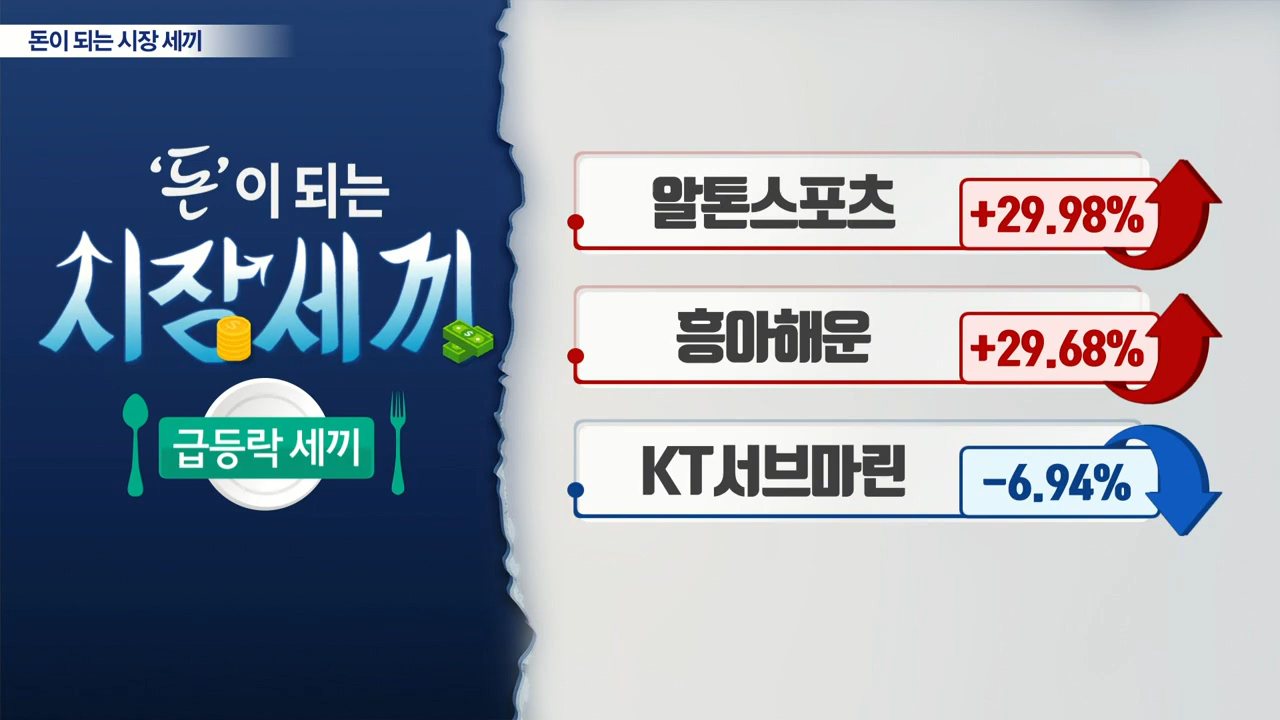 돈이 되는 시장 세끼
‘돈’이 되는
시장세끼
급등락 세끼
알톤스포츠
+29.98%
흥아해운
+29.68%
KT서브마린
-6.94%